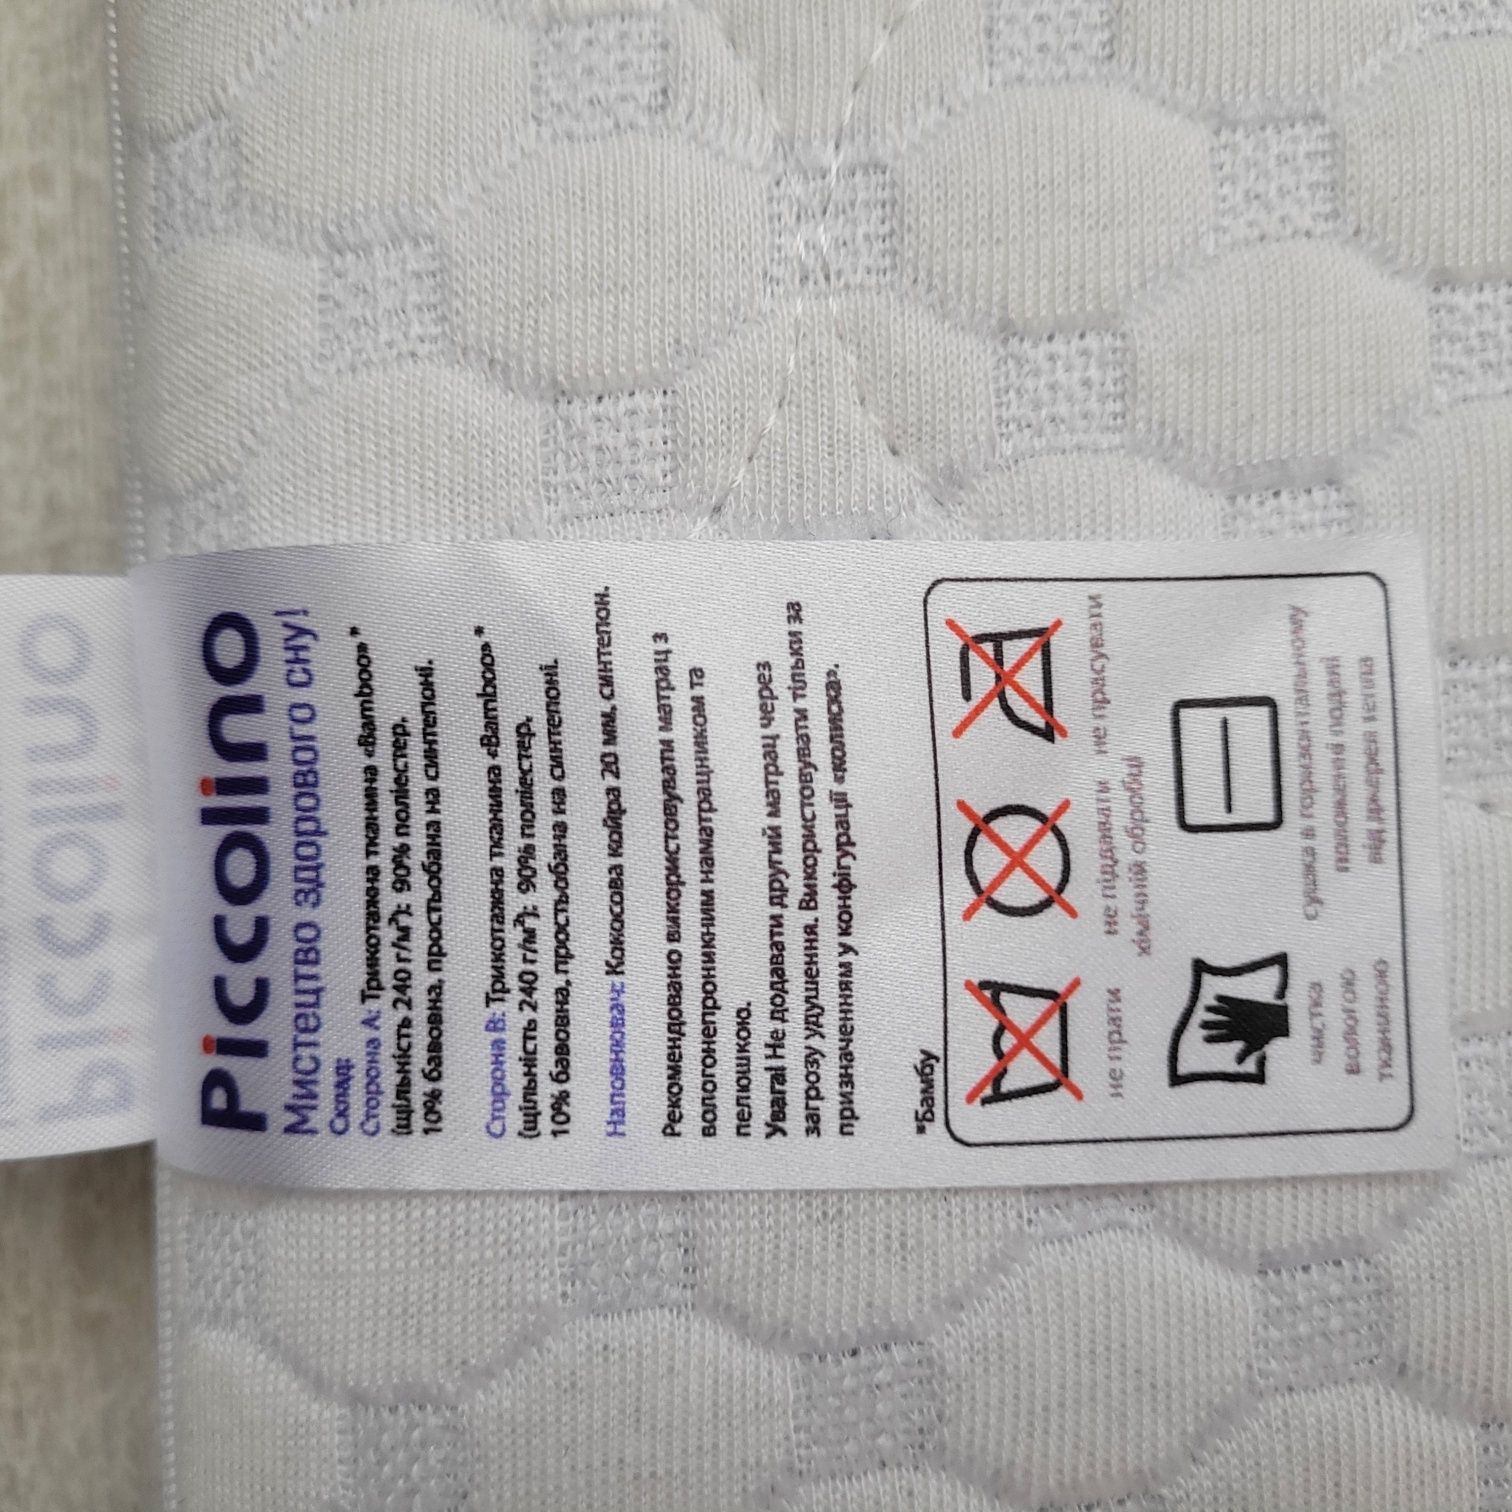 Piccolino
Piccolino
Мистецтво здорового сну!
Склад:
Сторона А: Трикотажна тканина «Bamboo»*
(щільність 240 г/м²): 90% поліестер,
10% бавовна, простьобана на синтепоні.
Сторона В: Трикотажна тканина «Bamboo»*
(щільність 240 г/м²): 90% поліестер,
10% бавовна, простьобана на синтепоні.
Наповнювач: Кокосова койра 20 мм, синтепон.
Рекомендовано використовувати матрац з
вологонепроникним наматрацником та
пелюшкою.
Увага! Не додавати другий матрац через
загрозу удушення. Використовувати тільки за
призначенням у конфігурації «колиска».
*Бамбу
не прати
не піддавати
хімічній обробці
не прасувати
чистка
вологою
тканиною
сушка в горизонтальному
положенні подалі
від джерел тепла